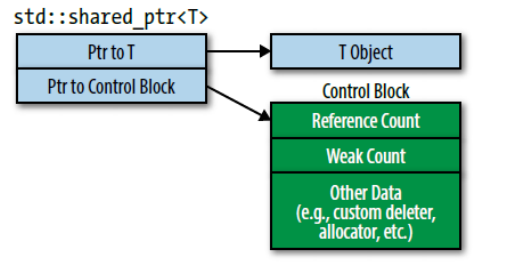 std::shared_ptr<T>
Ptr to T
T Object
Ptr to Control Block
Control Block
Reference Count
Weak Count
Other Data
(e.g., custom deleter,
allocator, etc.)